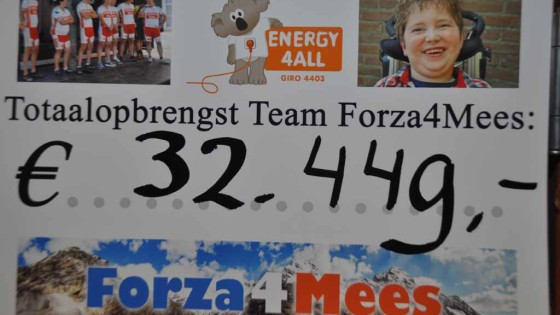 ENERGY
4ALL
GIRO 4403
Totaalopbrengst Team Forza4Mees:
€ 32.449,-
Forza4Mees